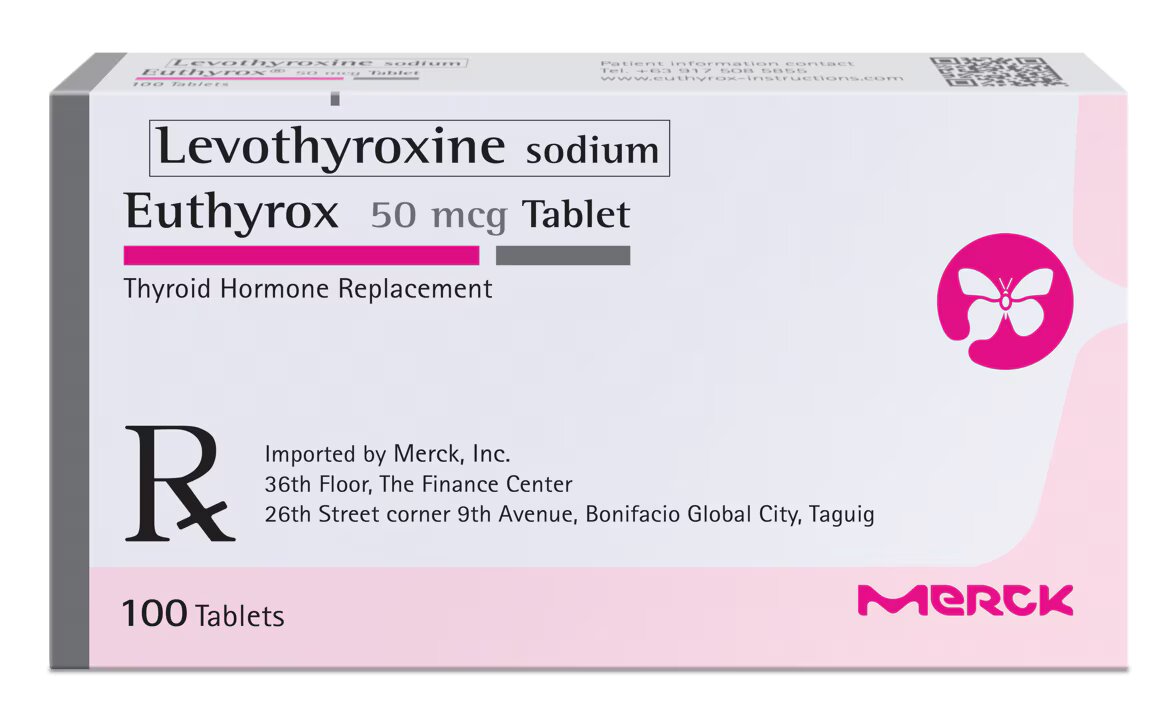 Levothyroxine sodium
Euthyrox® 50 mcg Tablet
100 Tablets
Patient information contact
Tel. +63 917 508 5855
www.euthyrox-instructions.com
Levothyroxine sodium
Euthyrox 50 mcg Tablet
Thyroid Hormone Replacement
Rx
Imported by Merck, Inc.
36th Floor, The Finance Center
26th Street corner 9th Avenue, Bonifacio Global City, Taguig
100 Tablets
MERCK